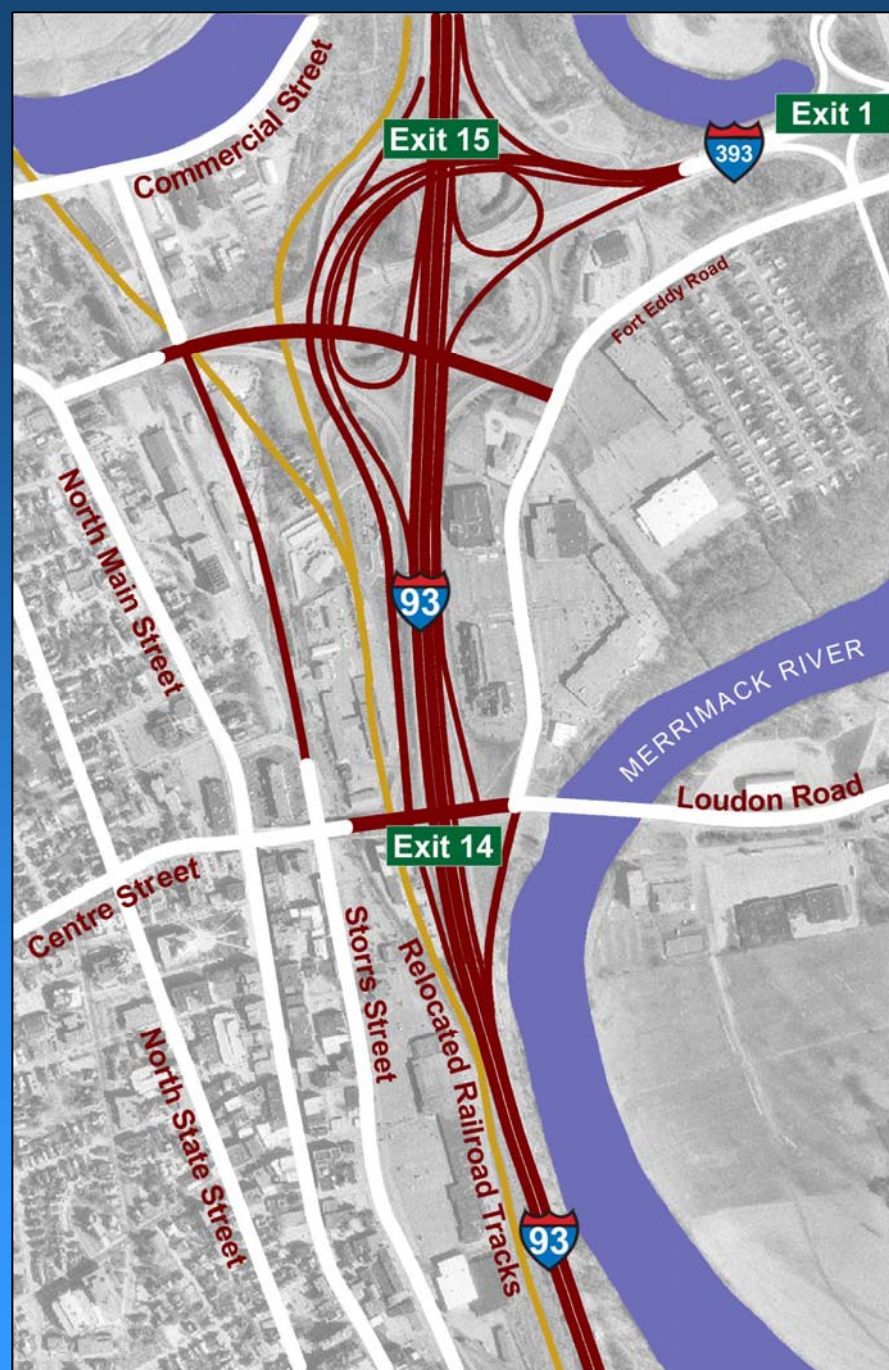 Commercial Street
Exit 15
393
Exit 1
Fort Eddy Road
North Main Street
93
MERRIMACK RIVER
Loudon Road
Exit 14
Centre Street
Storrs Street
Relocated Railroad Tracks
North State Street
93